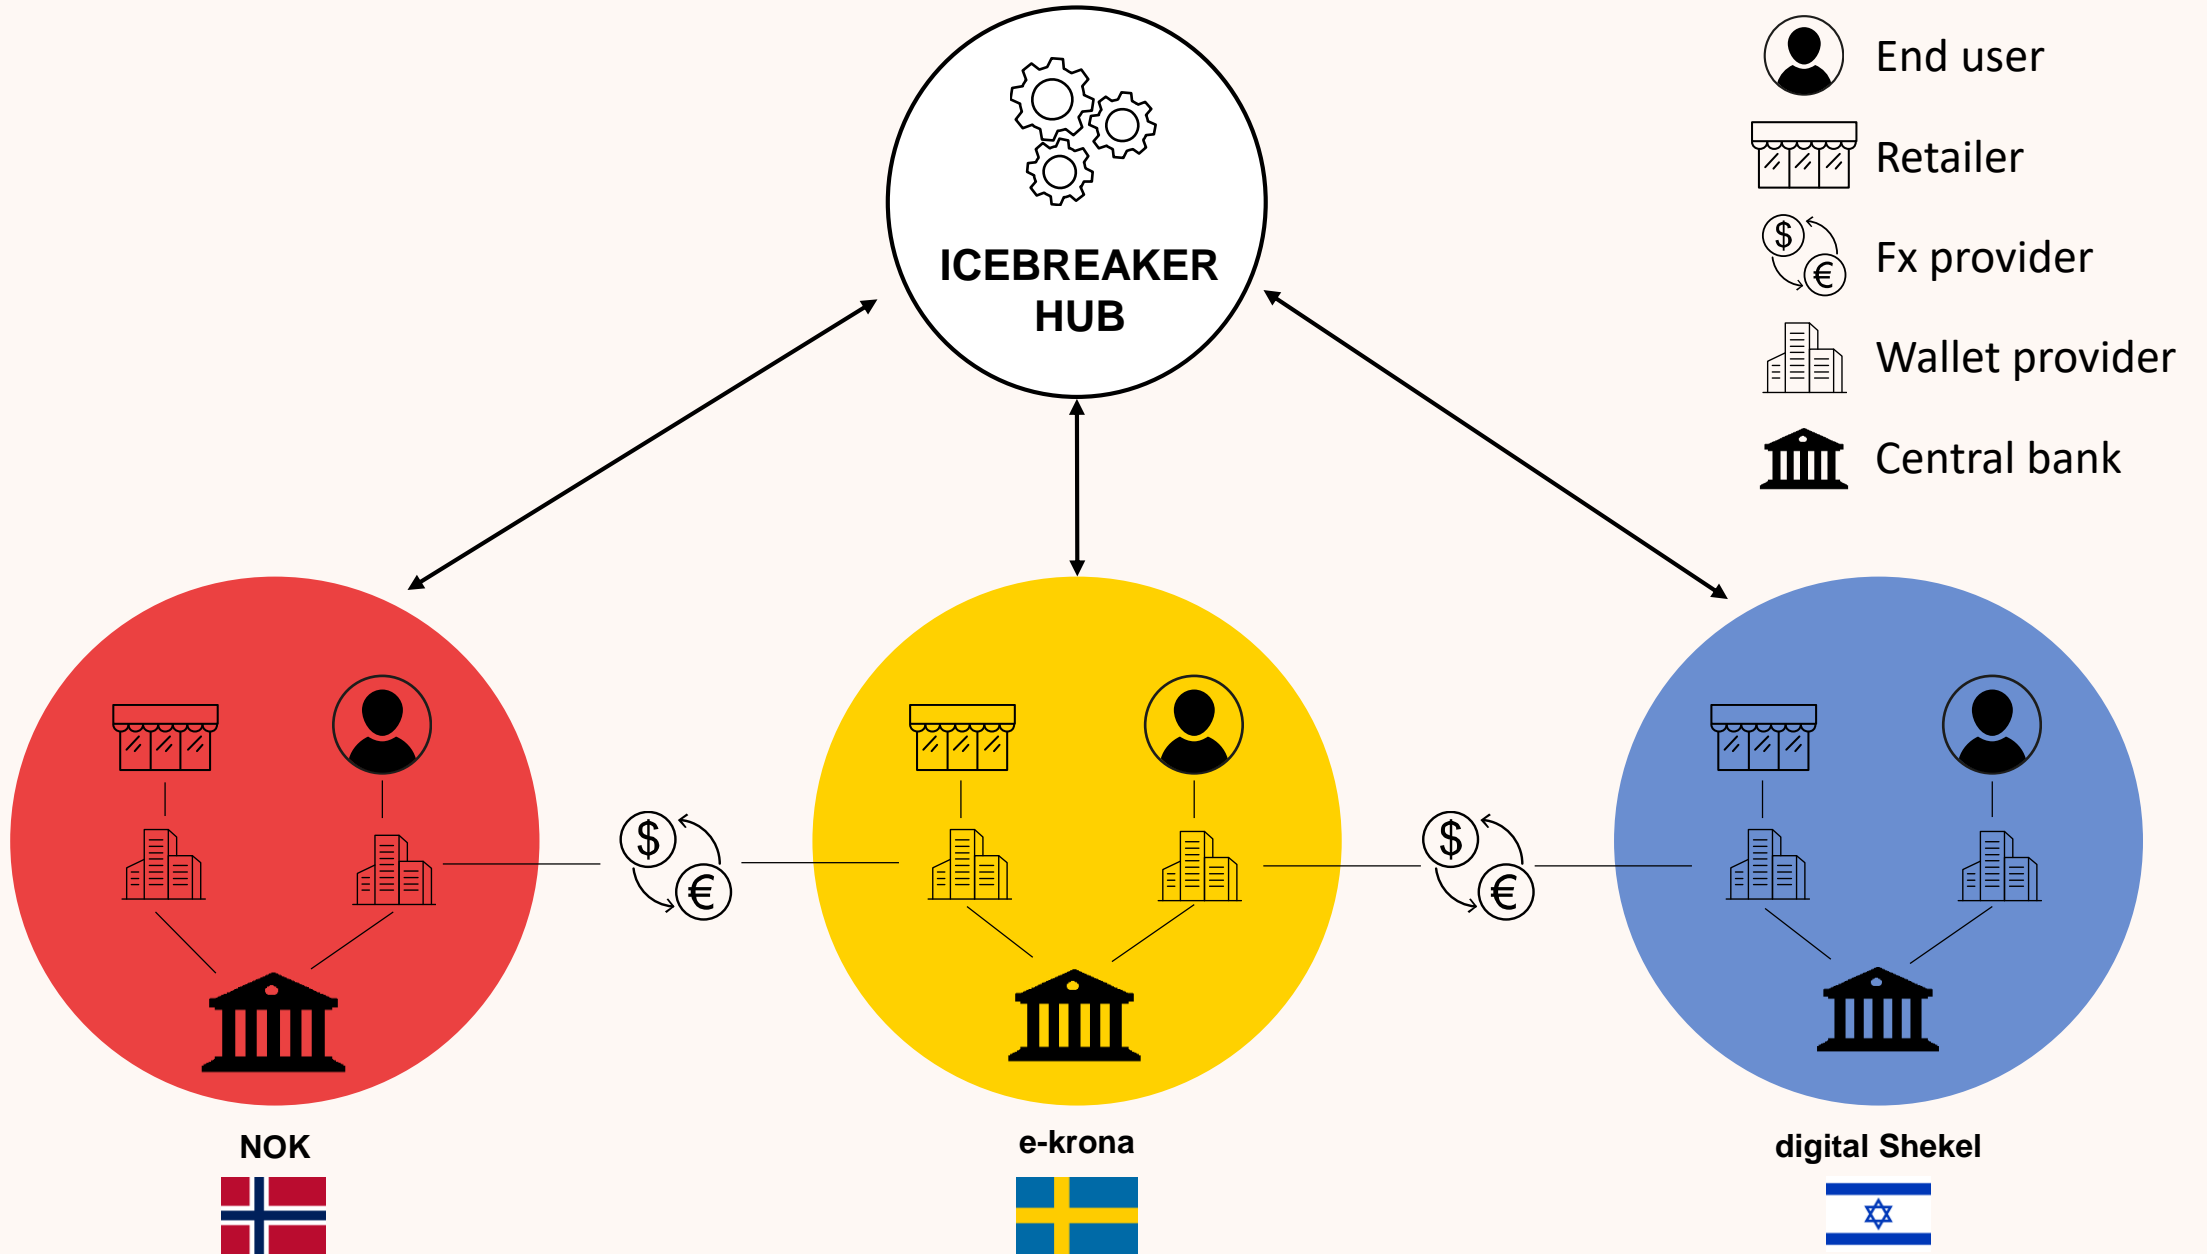 ICEBREAKER
HUB
End user
Retailer
$
€
Fx provider
Wallet provider
Central bank
$
€
$
€
NOK
e-krona
digital Shekel